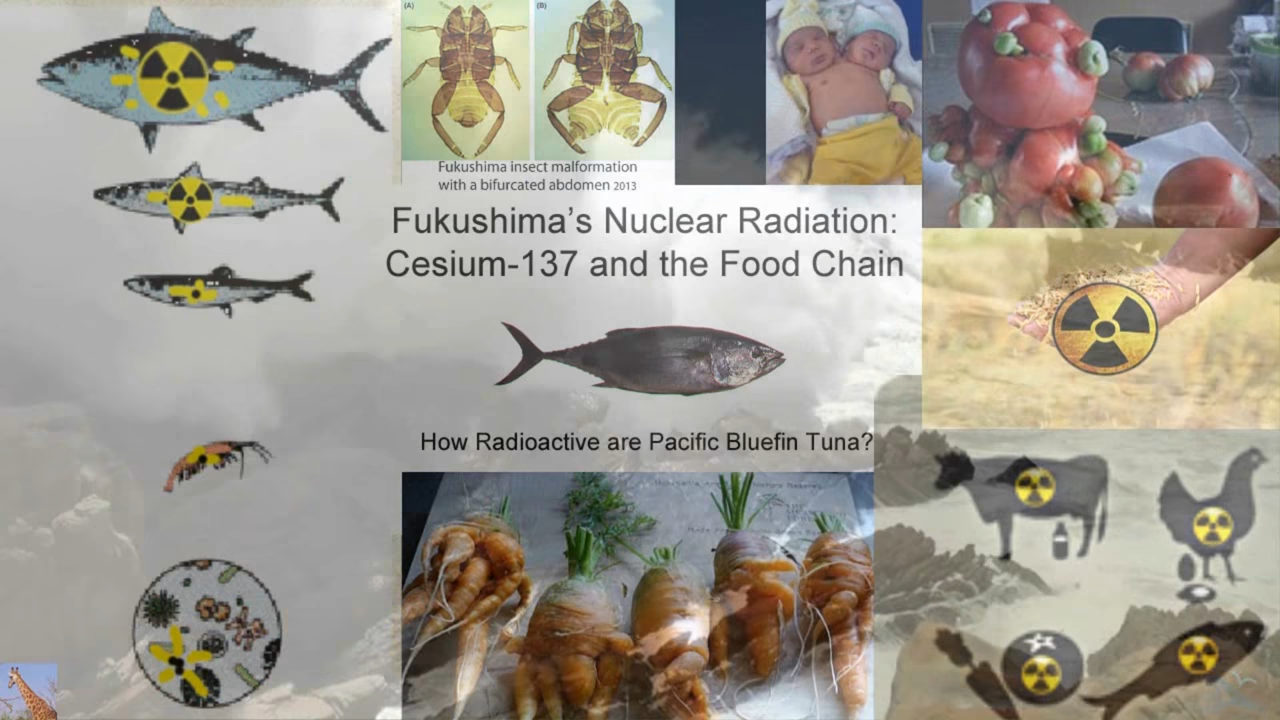 (A)
(B)
Fukushima insect malformation
with a bifurcated abdomen 2013
Fukushima's Nuclear Radiation:
Cesium-137 and the Food Chain
How Radioactive are Pacific Bluefin Tuna?